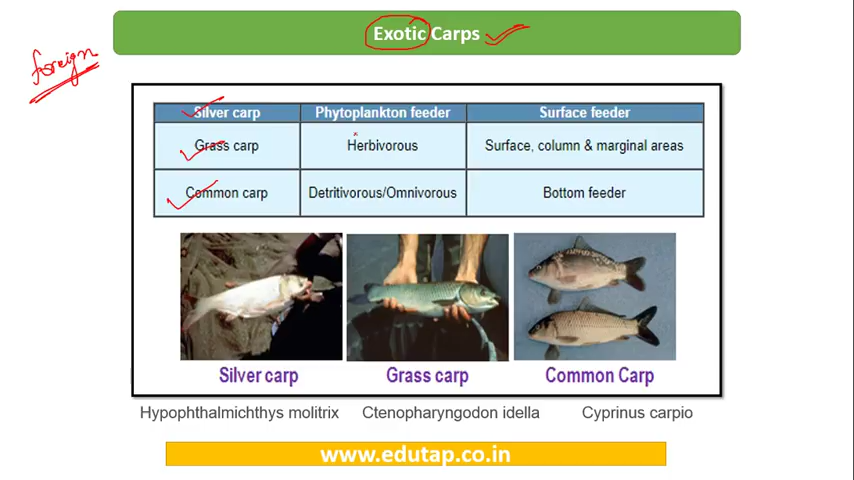 Exotic Carps
foreign
Silver carp Phytoplankton feeder Surface feeder
Grass carp Herbivorous Surface, column & marginal areas
Common carp Detritivorous/Omnivorous Bottom feeder
Silver carp Grass carp Common Carp
Hypophthalmichthys molitrix Ctenopharyngodon idella Cyprinus carpio
www.edutap.co.in